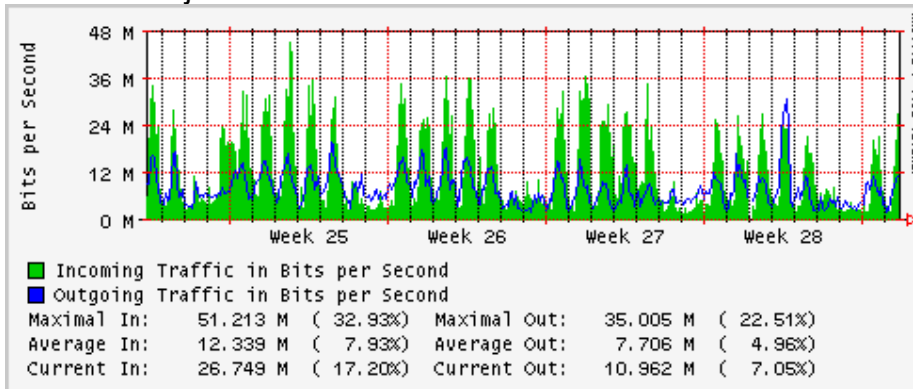 48 M
36 M
24 M
12 M
0 M
Bits per Second
Week 25 Week 26 Week 27 Week 28
Incoming Traffic in Bits per Second
Outgoing Traffic in Bits per Second
Maximal In: 51.213 M ( 32.93%) Maximal Out: 35.005 M ( 22.51%)
Average In: 12.339 M ( 7.93%) Average Out: 7.706 M ( 4.96%)
Current In: 26.749 M ( 17.20%) Current Out: 10.962 M ( 7.05%)